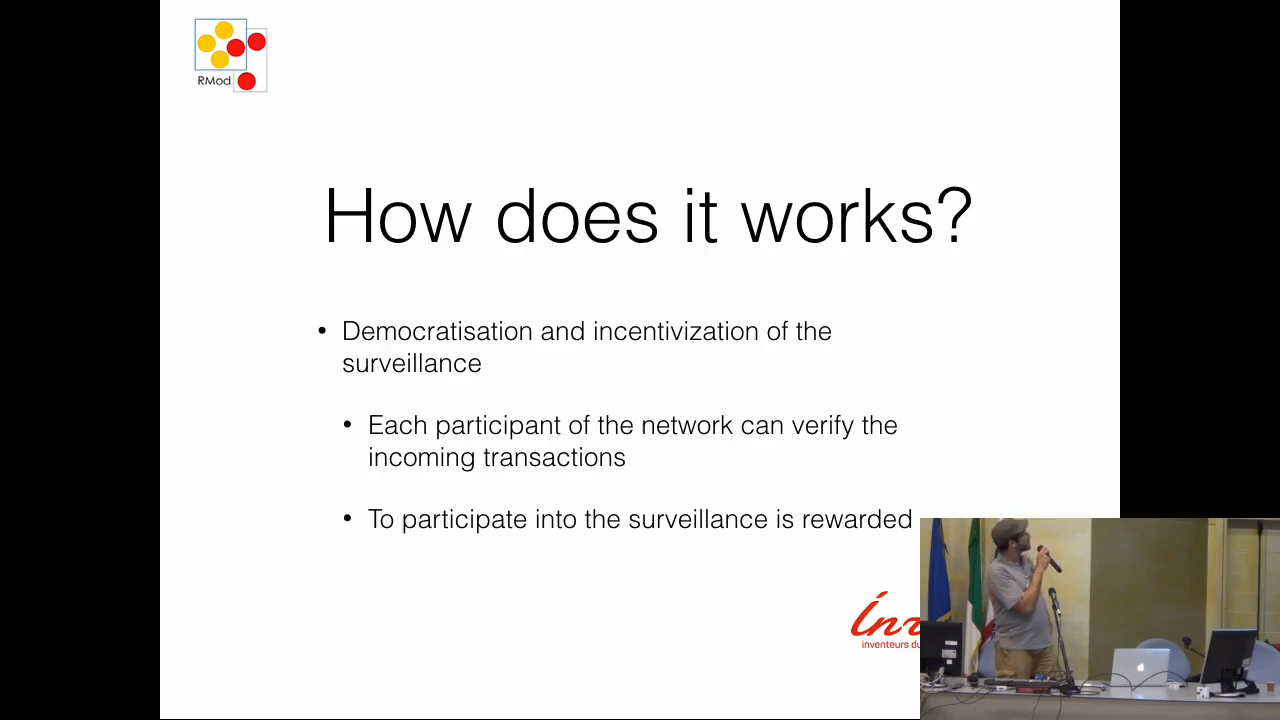 RMod
How does it works?
• Democratisation and incentivization of the
surveillance
• Each participant of the network can verify the
incoming transactions
• To participate into the surveillance is rewarded
inventeurs du